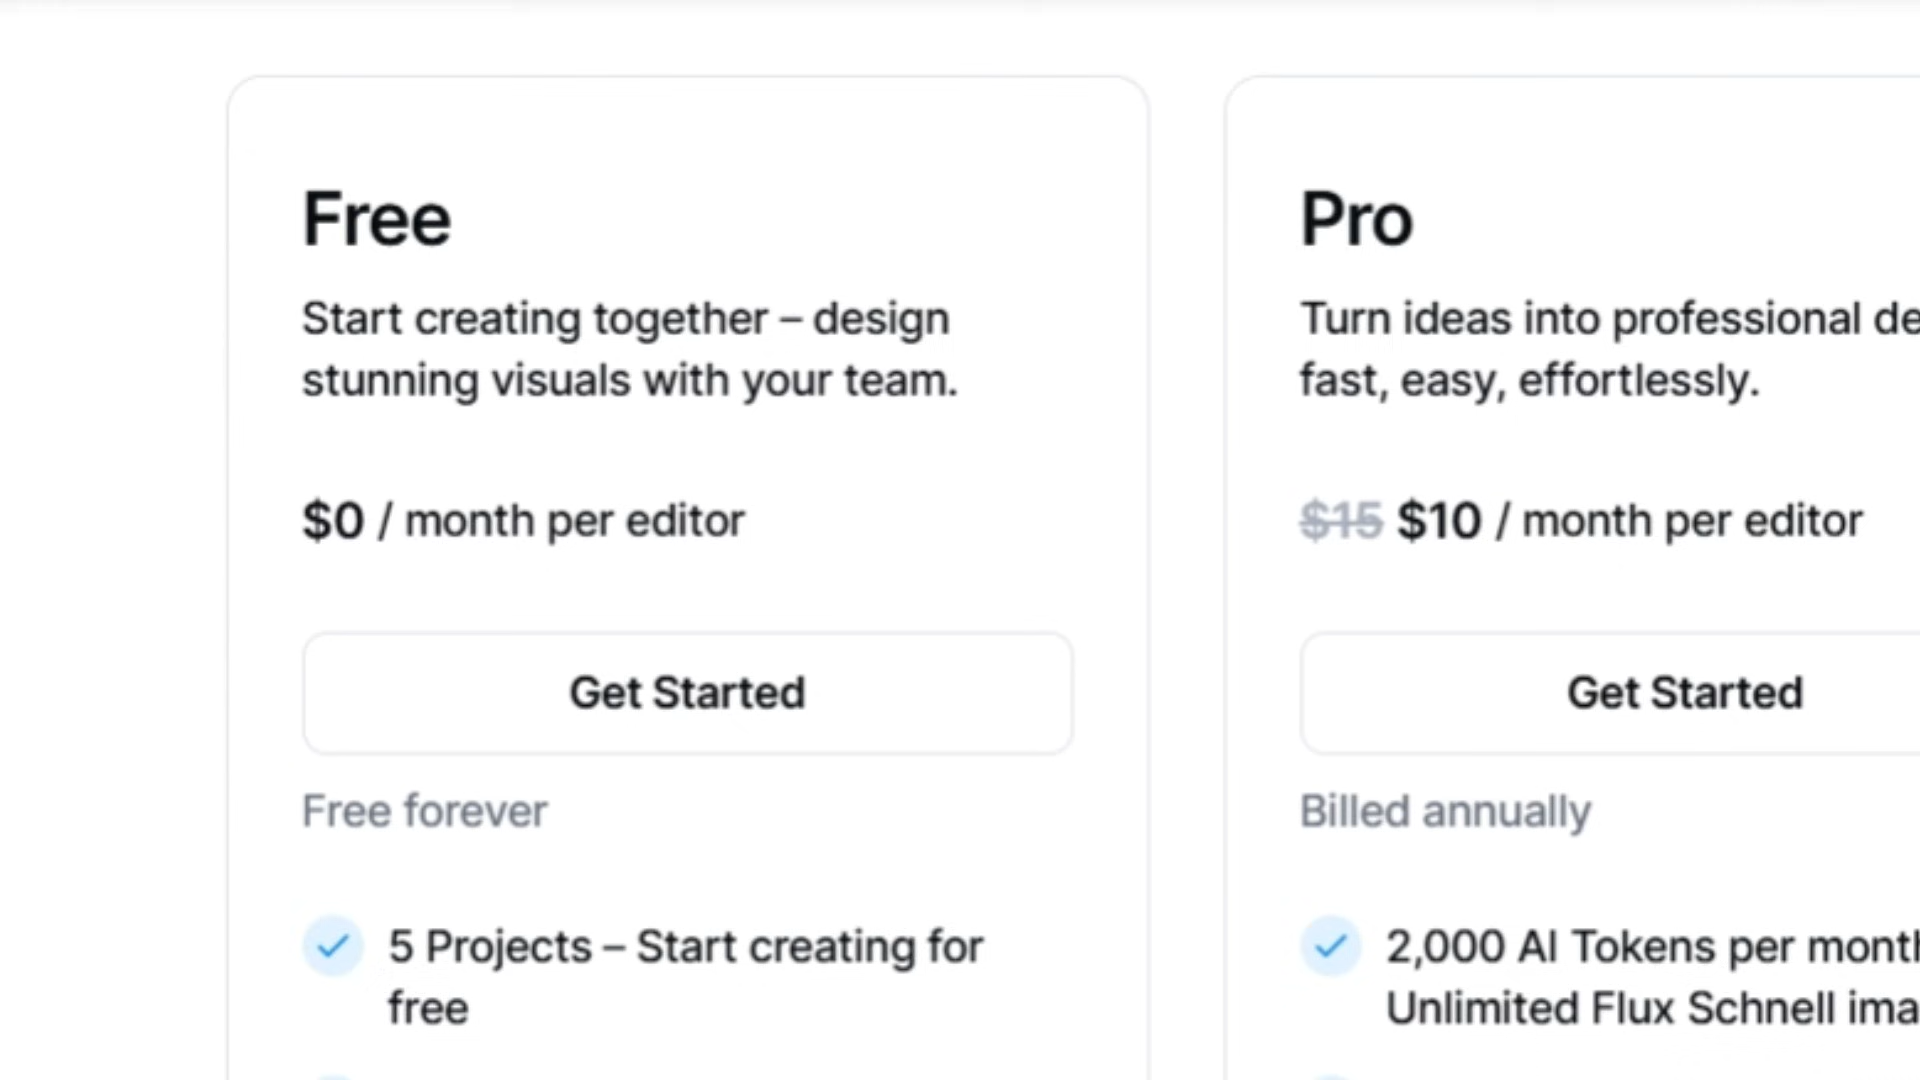 Free
Start creating together – design
stunning visuals with your team.
$0 / month per editor
Get Started
Free forever
5 Projects – Start creating for
free
Pro
Turn ideas into professional
fast, easy, effortlessly.
$15 $10 / month per editor
Get Started
Billed annually
2,000 AI Tokens per month
Unlimited Flux Schnell